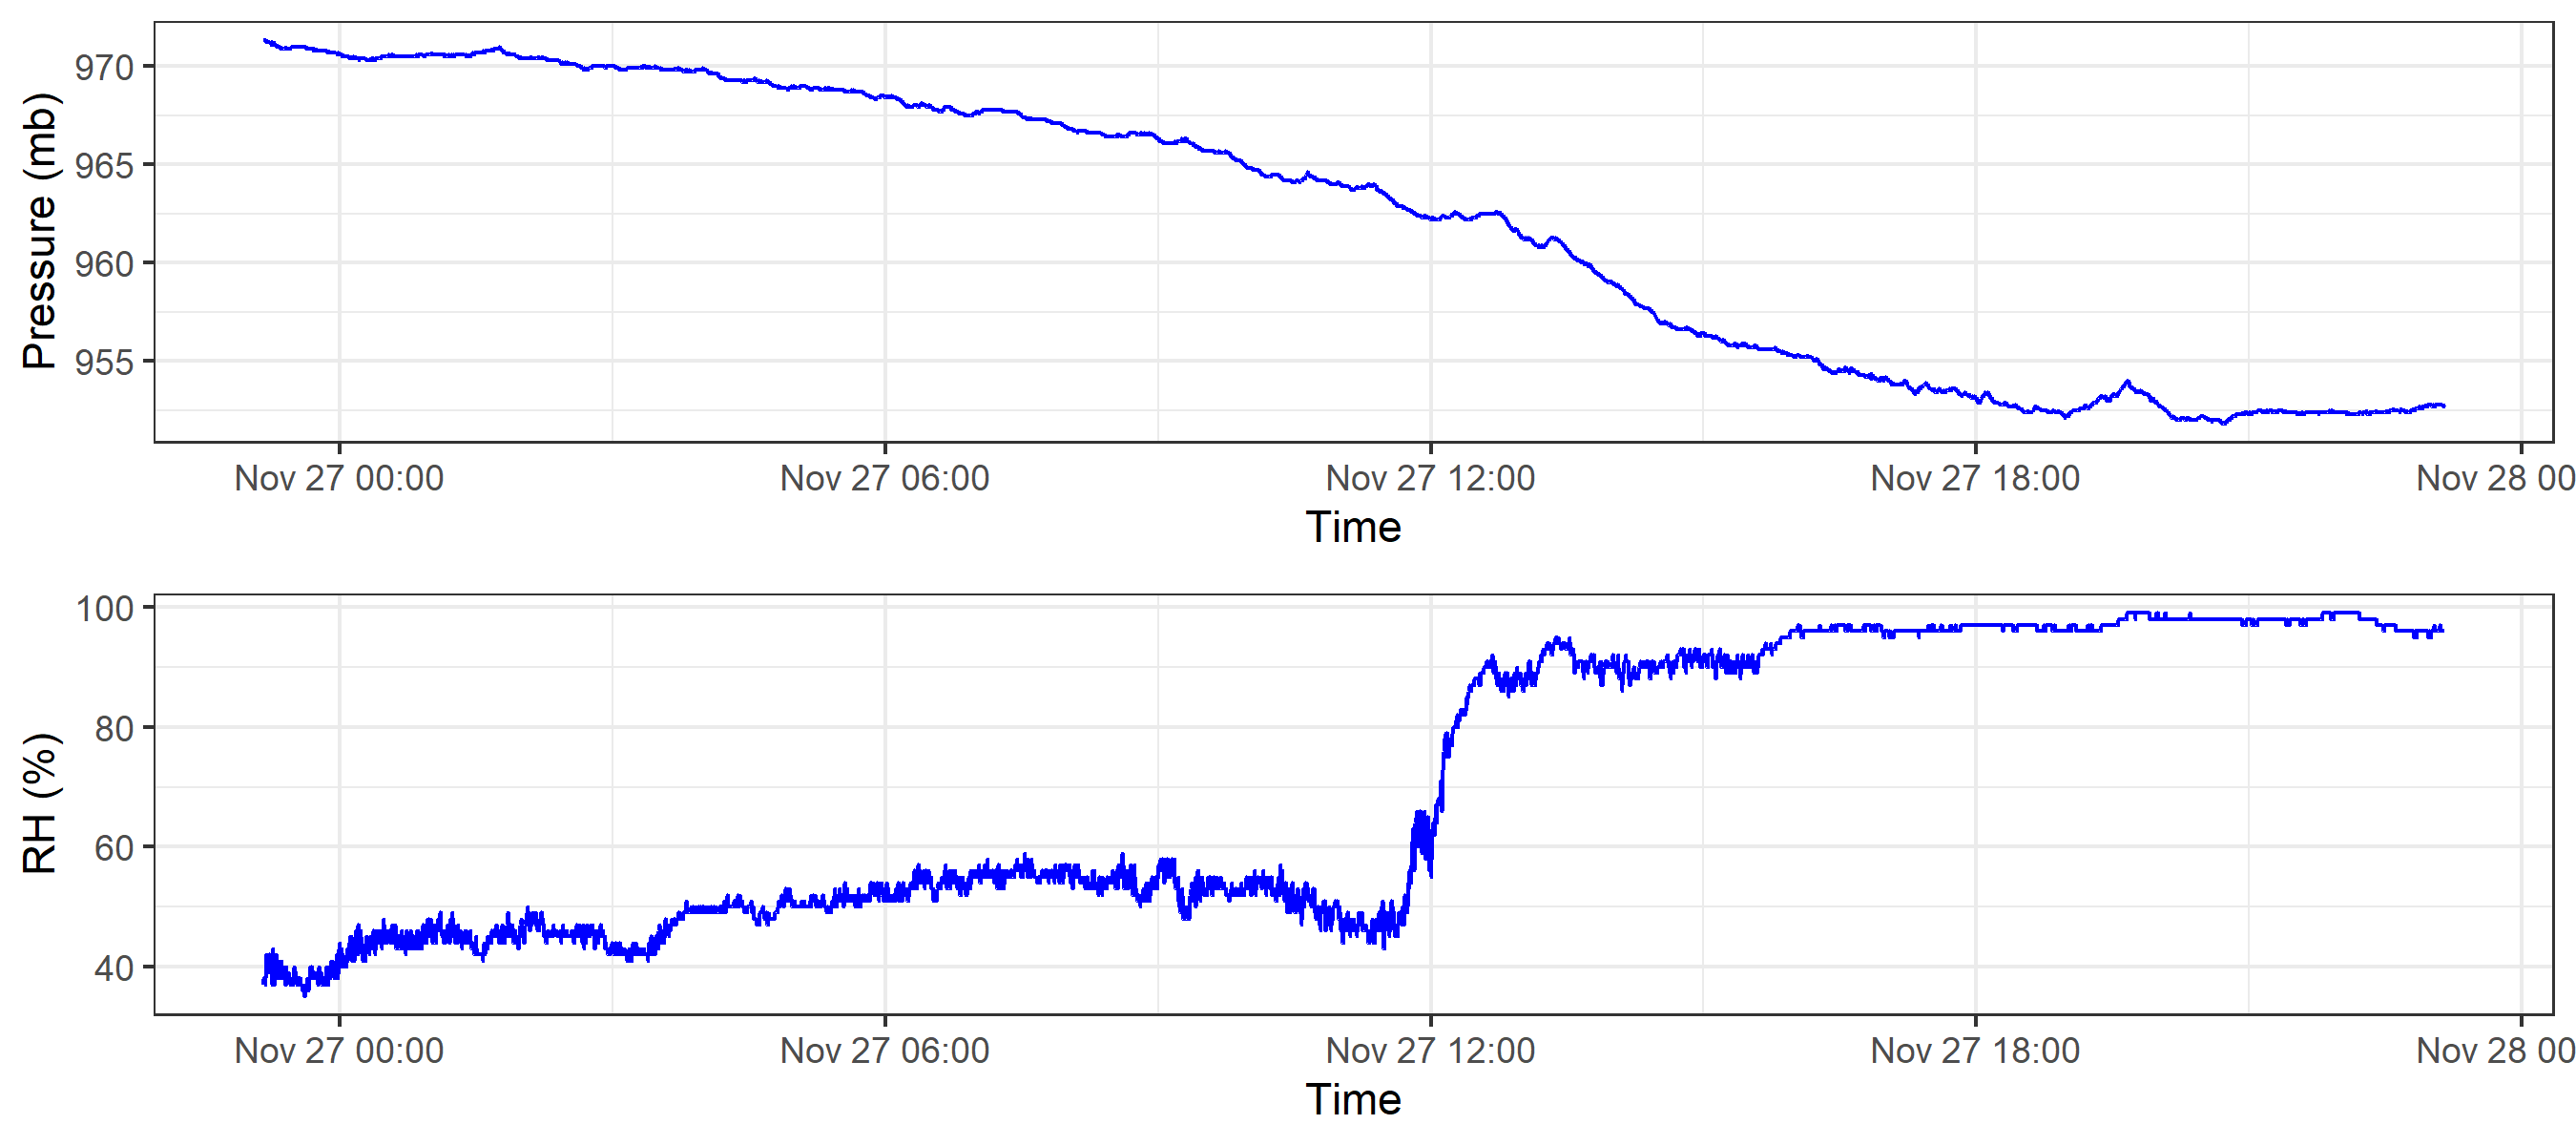 Pressure (mb)
970
965
960
955
Nov 27 00:00
Nov 27 06:00
Nov 27 12:00
Nov 27 18:00
Nov 28 00
Time
RH (%)
100
80
60
40
Nov 27 00:00
Nov 27 06:00
Nov 27 12:00
Nov 27 18:00
Nov 28 00
Time